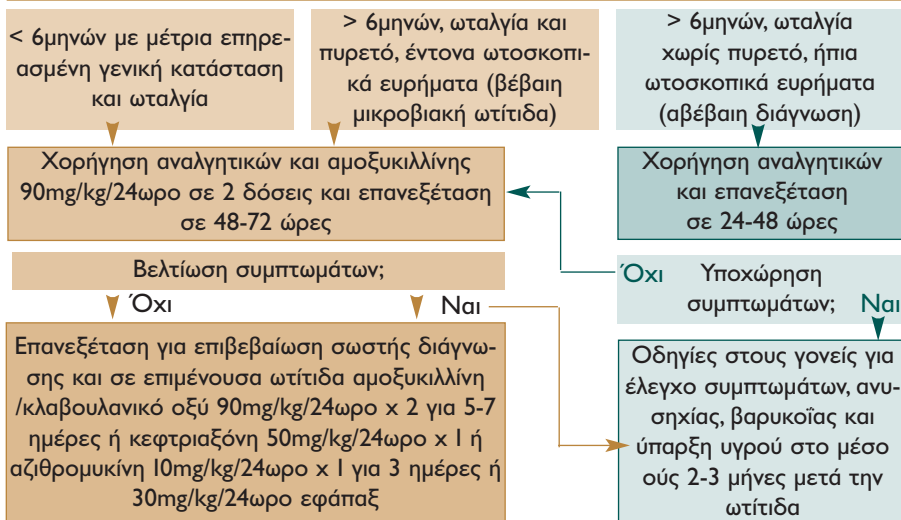 < 6μηνών με μέτρια επηρε-
ασμένη γενική κατάσταση
και ωταλγία
> 6μηνών, ωταλγία και
πυρετό, έντονα ωτοσκοπι-
κά ευρήματα (βέβαιη
μικροβιακή ωτίτιδα)
> 6μηνών, ωταλγία
χωρίς πυρετό, ήπια
ωτοσκοπικά ευρήματα
(αβέβαιη διάγνωση)
Χορήγηση αναλγητικών και αμοξυκιλλίνης
90mg/kg/24ωρο σε 2 δόσεις και επανεξέταση
σε 48-72 ώρες
Χορήγηση αναλγητικών
και επανεξέταση
σε 24-48 ώρες
Βελτίωση συμπτωμάτων;
Όχι
Ναι
Όχι
Υποχώρηση
συμπτωμάτων;
Ναι
Επανεξέταση για επιβεβαίωση σωστής διάγνω-
σης και σε επιμένουσα ωτίτιδα αμοξυκιλλίνη
/κλαβουλανικό οξύ 90mg/kg/24ωρο x 2 για 5-7
ημέρες ή κεφτριαξόνη 50mg/kg/24ωρο x 1 ή
αζιθρομυκίνη 10mg/kg/24ωρο x 1 για 3 ημέρες ή
30mg/kg/24ωρο εφάπαξ
Οδηγίες στους γονείς για
έλεγχο συμπτωμάτων, ανυ-
σηχίας, βαρυκοΐας και
ύπαρξη υγρού στο μέσο
ούς 2-3 μήνες μετά την
ωτίτιδα